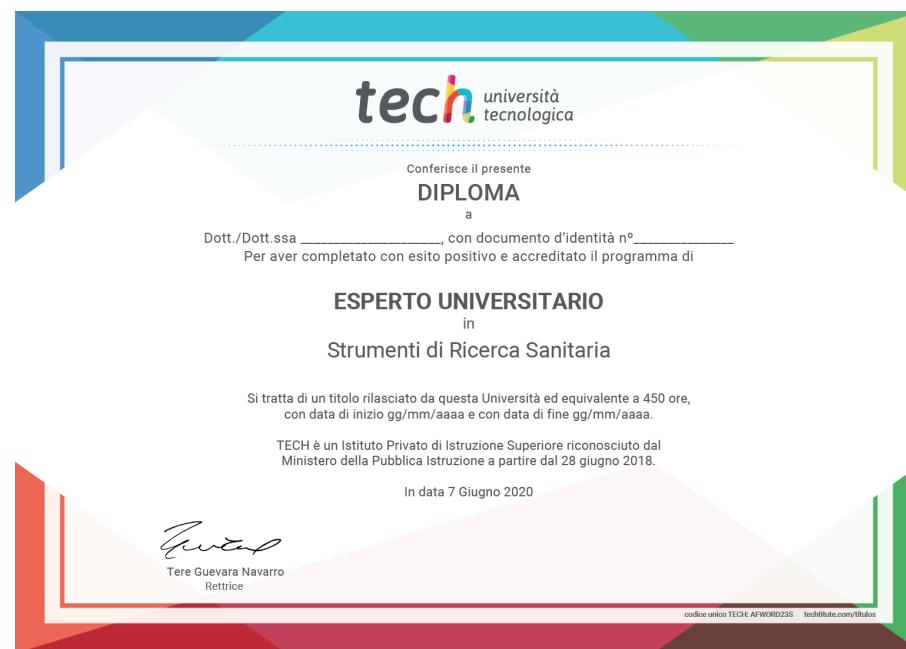 tech università
tecnologica
Conferisce il presente
DIPLOMA
a
Dott./Dott.ssa _____________________, con documento d'identità nº_______________
Per aver completato con esito positivo e accreditato il programma di
ESPERTO UNIVERSITARIO
in
Strumenti di Ricerca Sanitaria
Si tratta di un titolo rilasciato da questa Università ed equivalente a 450 ore,
con data di inizio gg/mm/aaaa e con data di fine gg/mm/aaaa.
TECH è un Istituto Privato di Istruzione Superiore riconosciuto dal
Ministero della Pubblica Istruzione a partire dal 28 giugno 2018.
In data 7 Giugno 2020
Tere Guevara Navarro
Rettrice
codice unico TECH: AFWORD23S techtitute.com/títulos